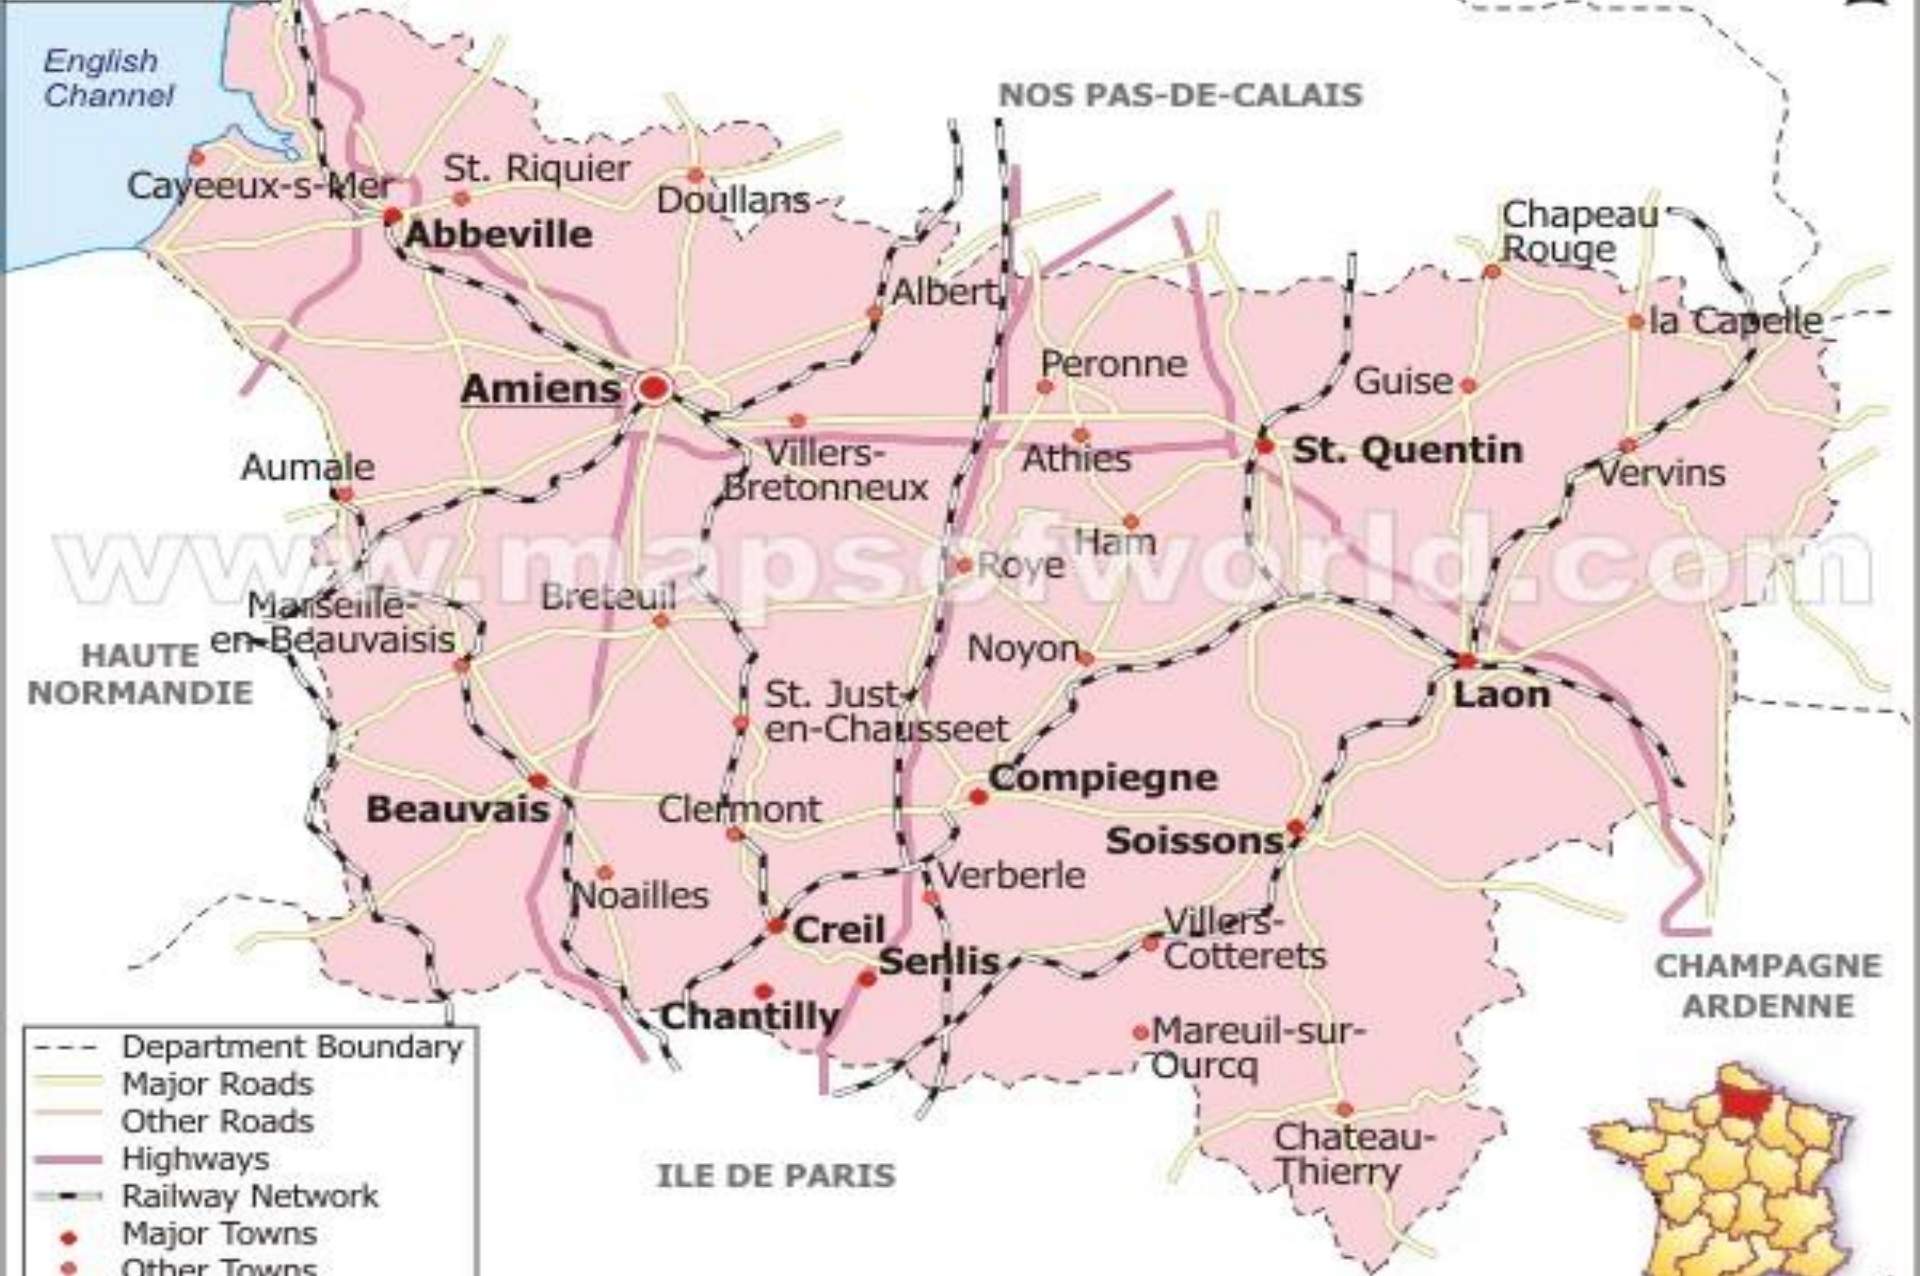 English
Channel
NOS PAS-DE-CALAIS
Cayeeux-s-Mer
St. Riquier
Doullans
Abbeville
Chapeau
Rouge
Albert
la Capelle
Peronne
Guise
Amiens
Aumale
Villers-
Bretonneux
Athies
St. Quentin
Vervins
www.mapsofworld.com
Ham
Roye
Marseille-
en-Beauvaisis
Breteuil
HAUTE
NORMANDIE
Noyon
Laon
St. Just-
en-Chausseet
Compiegne
Beauvais
Clermont
Soissons
Noailles
Verberle
Creil
Senlis
Villers-
Cotterets
Chantilly
CHAMPAGNE
ARDENNE
Mareuil-sur-
Ourcq
Chateau-
Thierry
ILE DE PARIS
Department Boundary
Major Roads
Other Roads
Highways
Railway Network
Major Towns
Other Towns